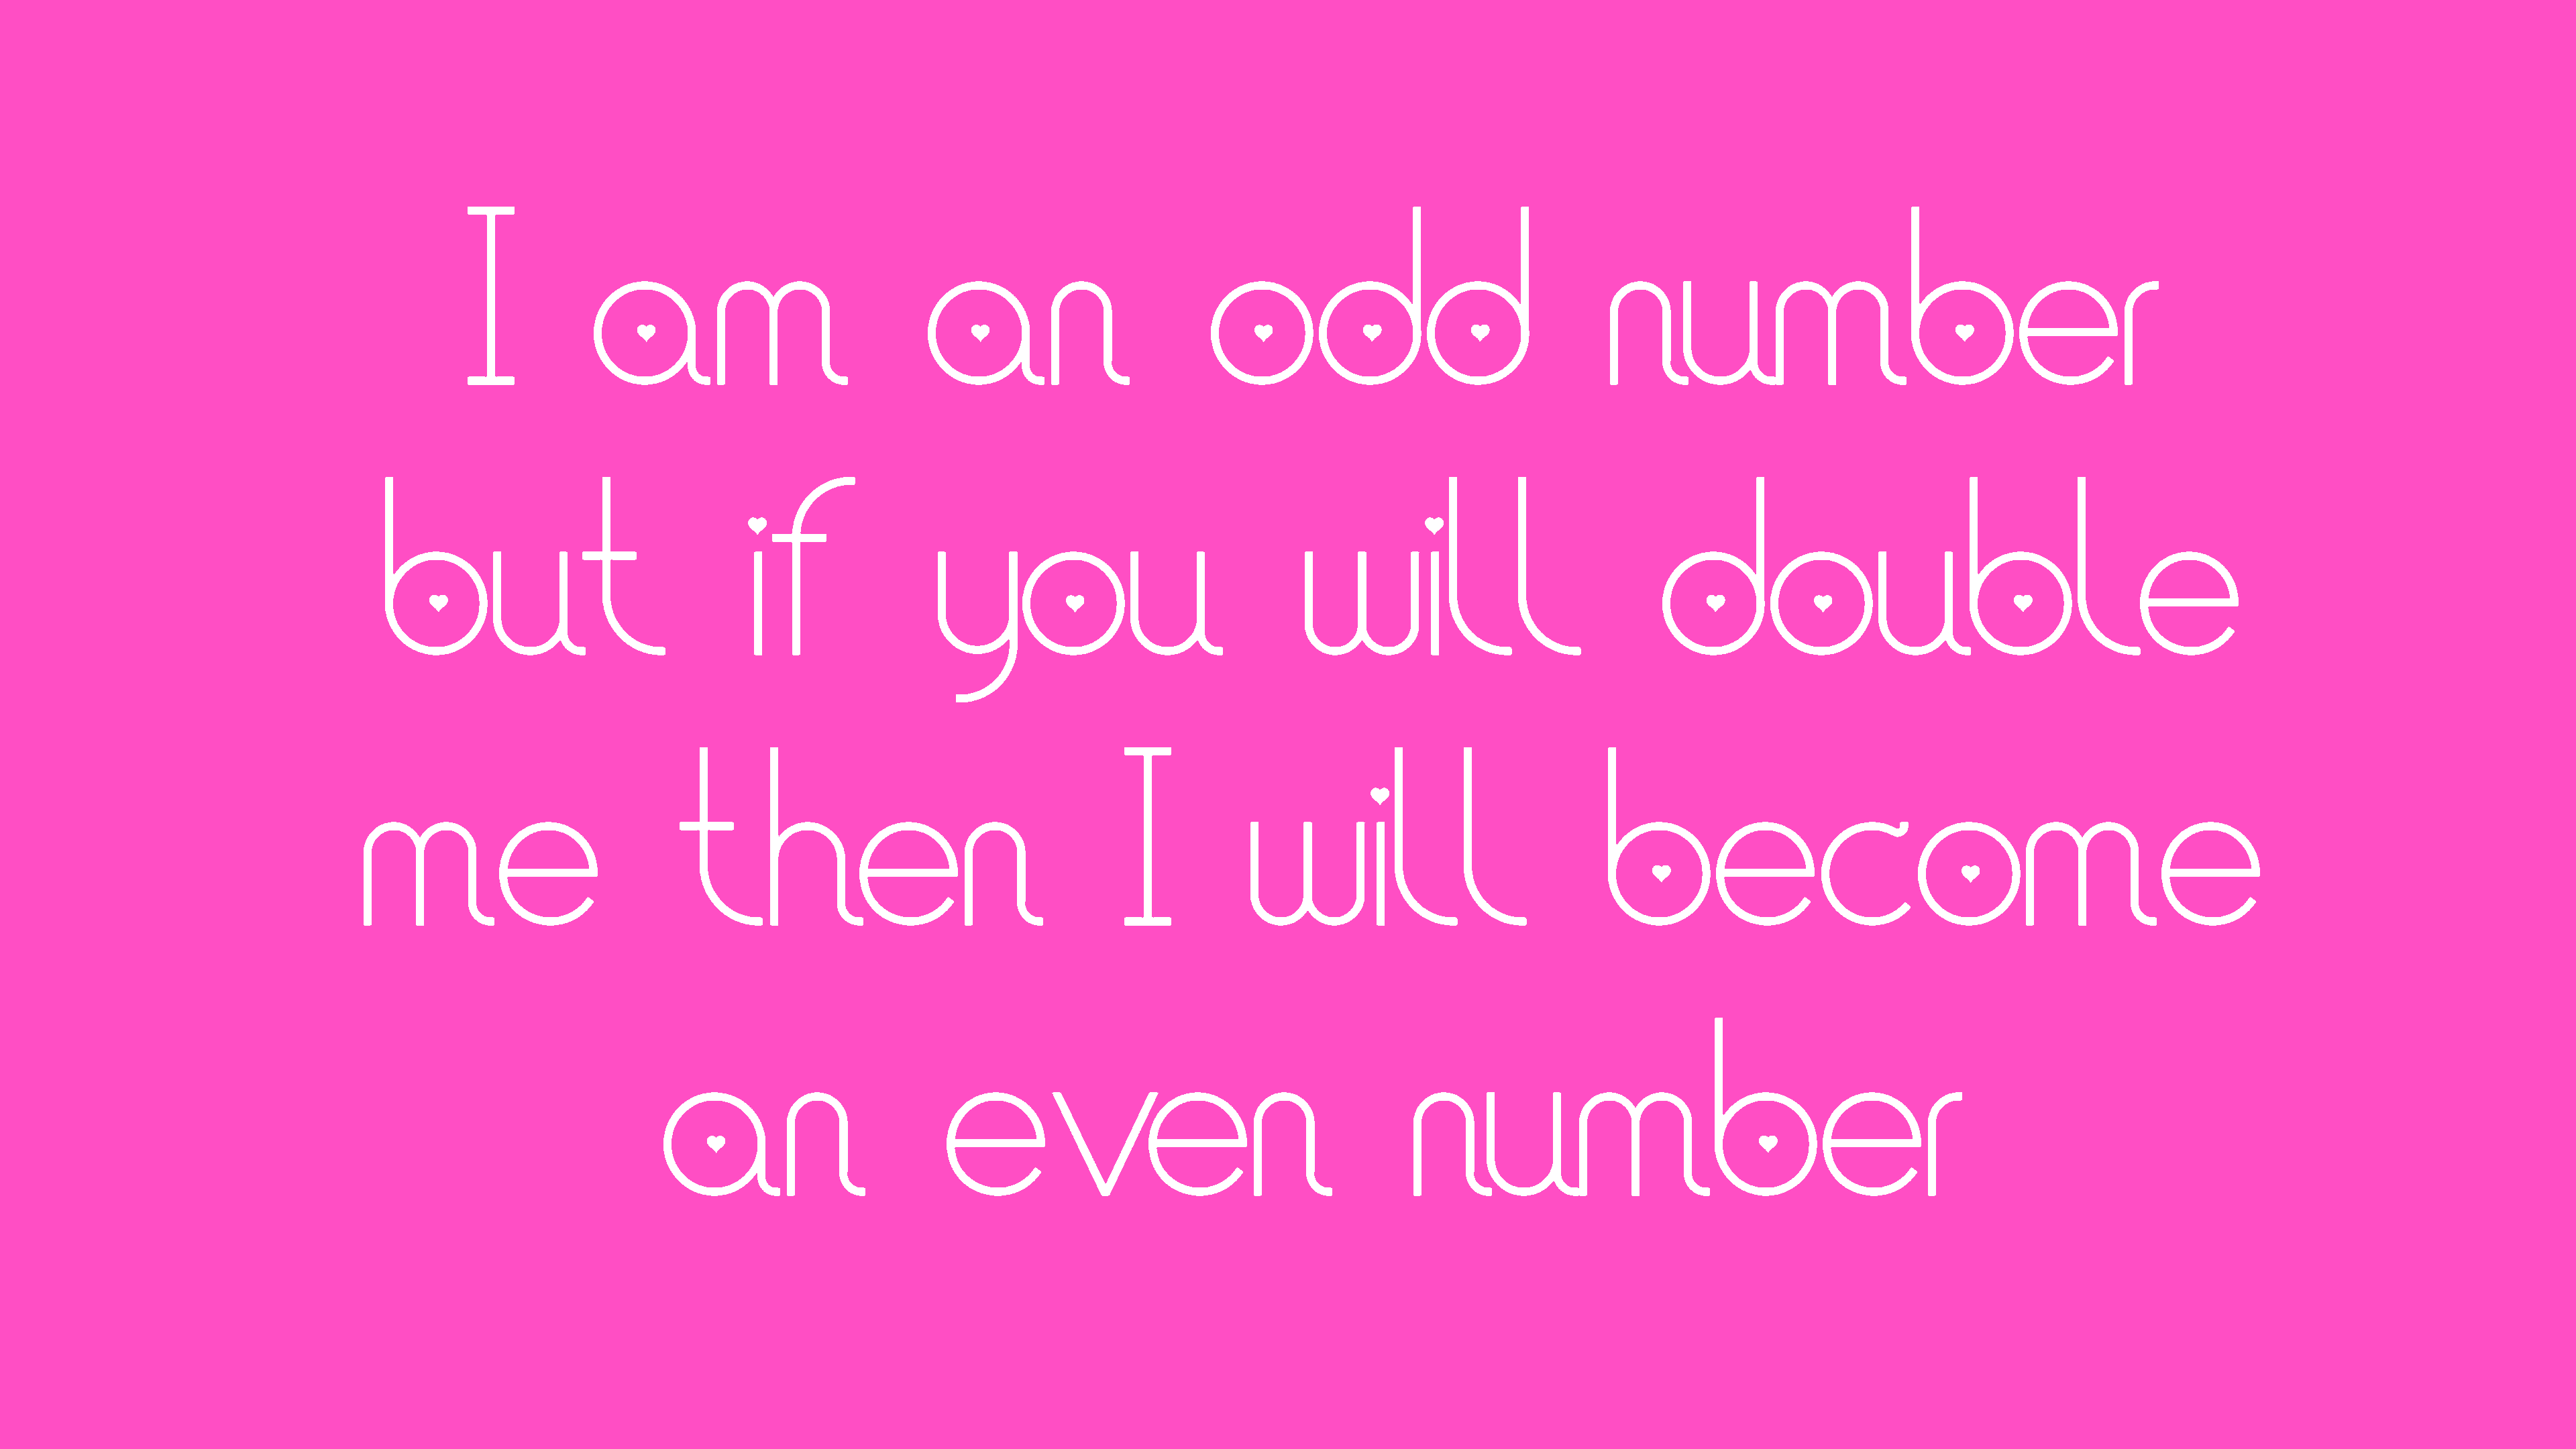 I am an odd number
but if you will double
me then I will become
an even number